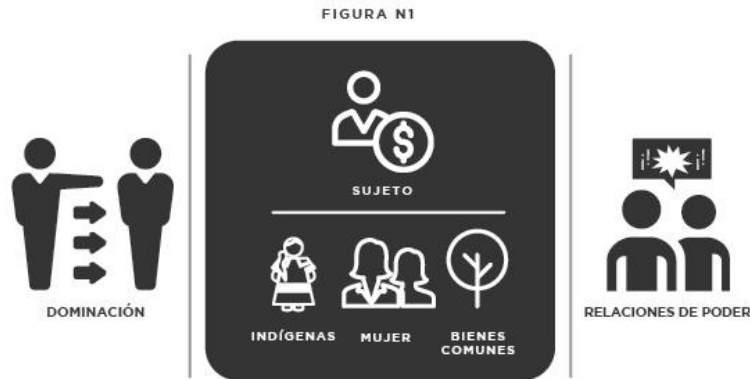 FIGURA N1
$
SUJETO
DOMINACIÓN
INDÍGENAS
MUJER
BIENES
COMUNES
RELACIONES DE PODER